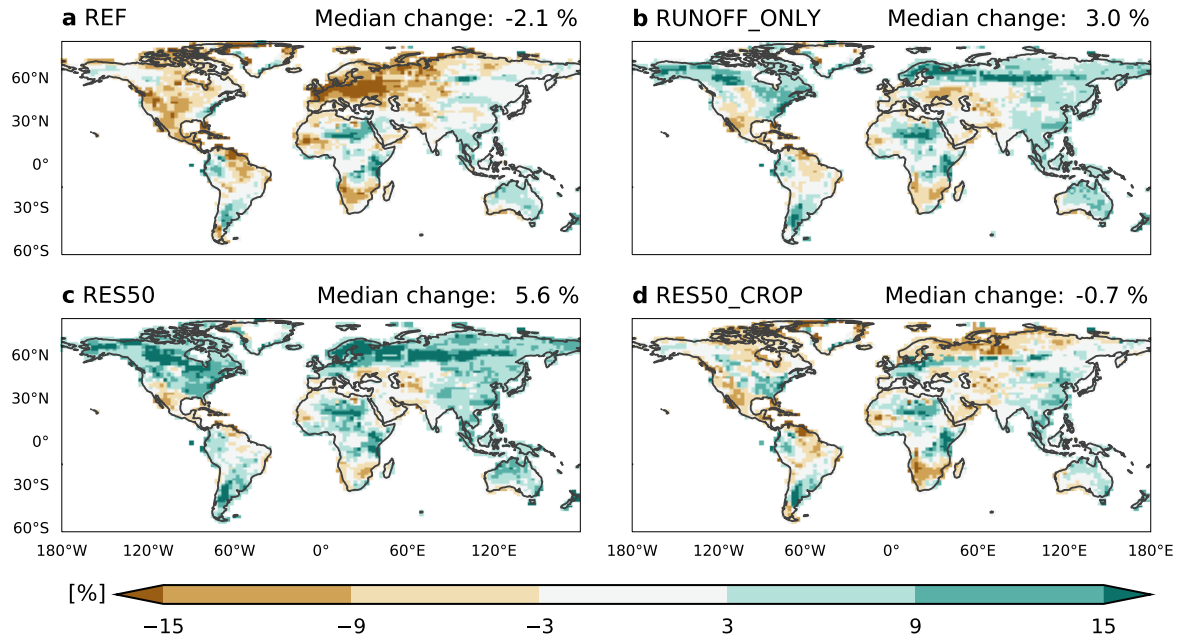 a REF Median change: -2.1 %
b RUNOFF_ONLY Median change: 3.0 %
60°N
30°N
0°
30°S
60°S
c RES50 Median change: 5.6 %
d RES50_CROP Median change: -0.7 %
60°N
30°N
0°
30°S
60°S
180°W 120°W 60°W 0° 60°E 120°E
180°W 120°W 60°W 0° 60°E 120°E 180°E
[%]
−15 −9 −3 3 9 15